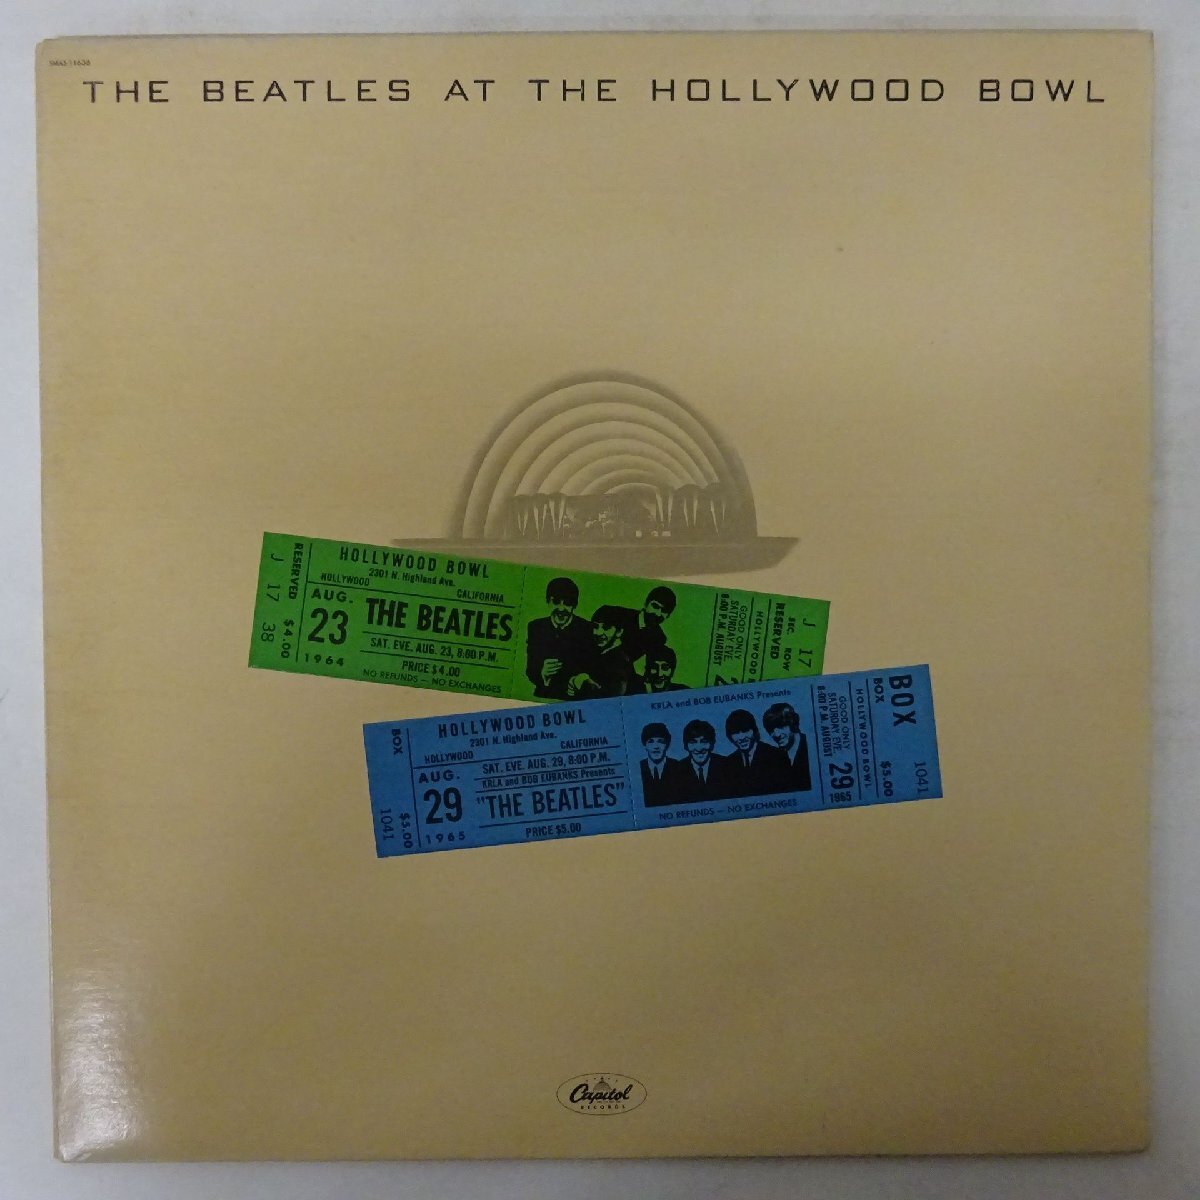 SMAS-11638
THE BEATLES AT THE HOLLYWOOD BOWL
RESERVED
J 17 38
$4.00
HOLLYWOOD BOWL
2301 N. Highland Ave.
HOLLYWOOD CALIFORNIA
AUG.
23
1964
THE BEATLES
SAT. EVE. AUG. 23, 8:00 P.M.
PRICE $4.00
NO REFUNDS — NO EXCHANGES
GOOD ONLY
SATURDAY EVE.
8:00 P.M. AUGUST
2
HOLLYWOOD
RESERVED
SEC. ROW
J 17
BOX
1041
$5.00
HOLLYWOOD BOWL
2301 N. Highland Ave.
HOLLYWOOD CALIFORNIA
AUG.
29
1965
SAT. EVE. AUG. 29, 8:00 P.M.
KRLA and BOB EUBANKS Presents
"THE BEATLES"
PRICE $5.00
KRLA and BOB EUBANKS Presents
NO REFUNDS — NO EXCHANGES
GOOD ONLY
SATURDAY EVE.
8:00 P.M. AUGUST
29
1965
HOLLYWOOD BOWL
BOX
$5.00
BOX
1041
Capitol
RECORDS